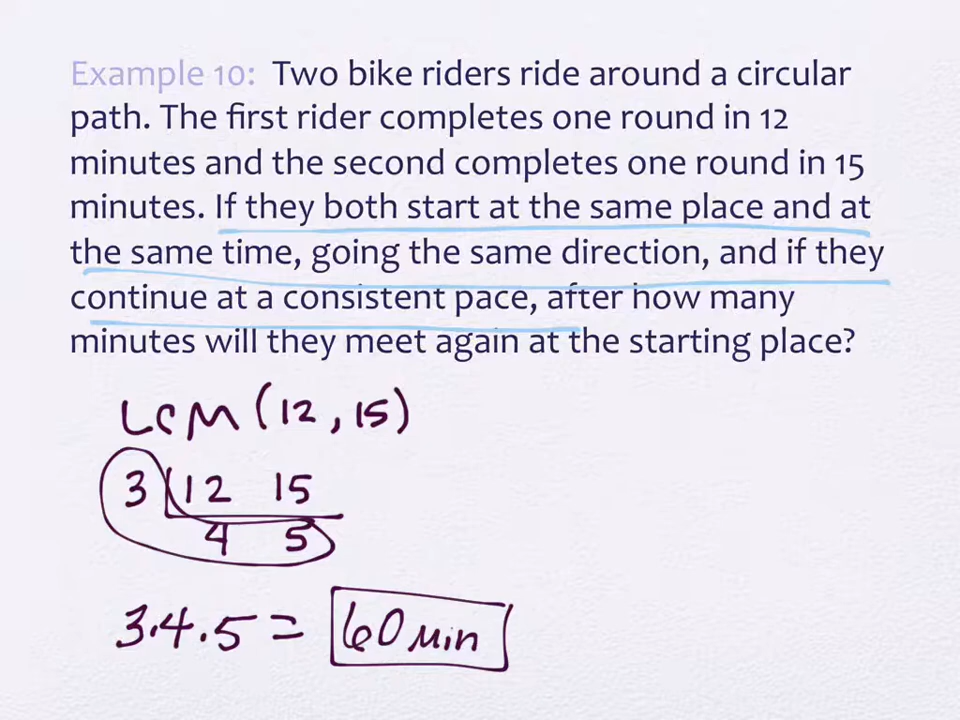 Example 10: Two bike riders ride around a circular
path. The first rider completes one round in 12
minutes and the second completes one round in 15
minutes. If they both start at the same place and at
the same time, going the same direction, and if they
continue at a consistent pace, after how many
minutes will they meet again at the starting place?
LCM (12, 15)
3 12 15
4 5
3·4·5 = 60 min